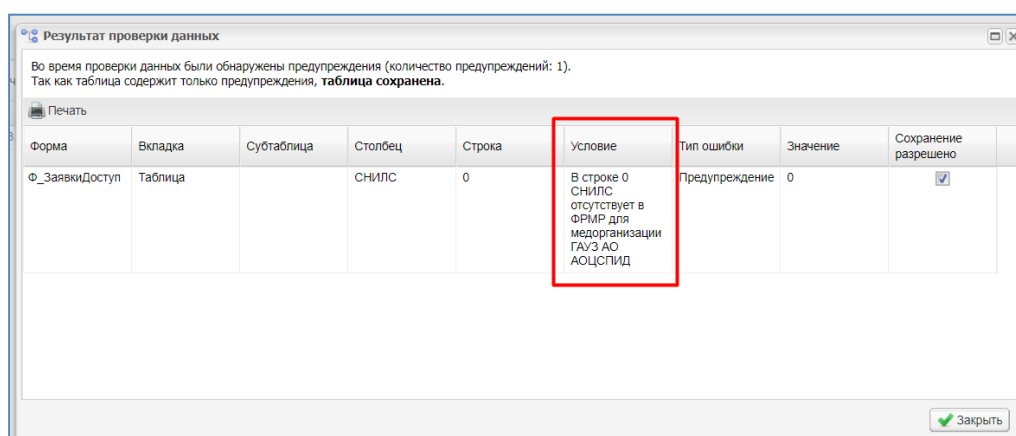 Результат проверки данных
Во время проверки данных были обнаружены предупреждения (количество предупреждений: 1).
Так как таблица содержит только предупреждения, таблица сохранена.
Печать
Форма Вкладка Субтаблица Столбец Строка Условие Тип ошибки Значение Сохранение
разрешено
Ф_ЗаявкиДоступ Таблица СНИЛС 0 В строке 0 Предупреждение 0
СНИЛС
отсутствует в
ФРМР для
медорганизации
ГАУЗ АО
АОЦСПИД
Закрыть